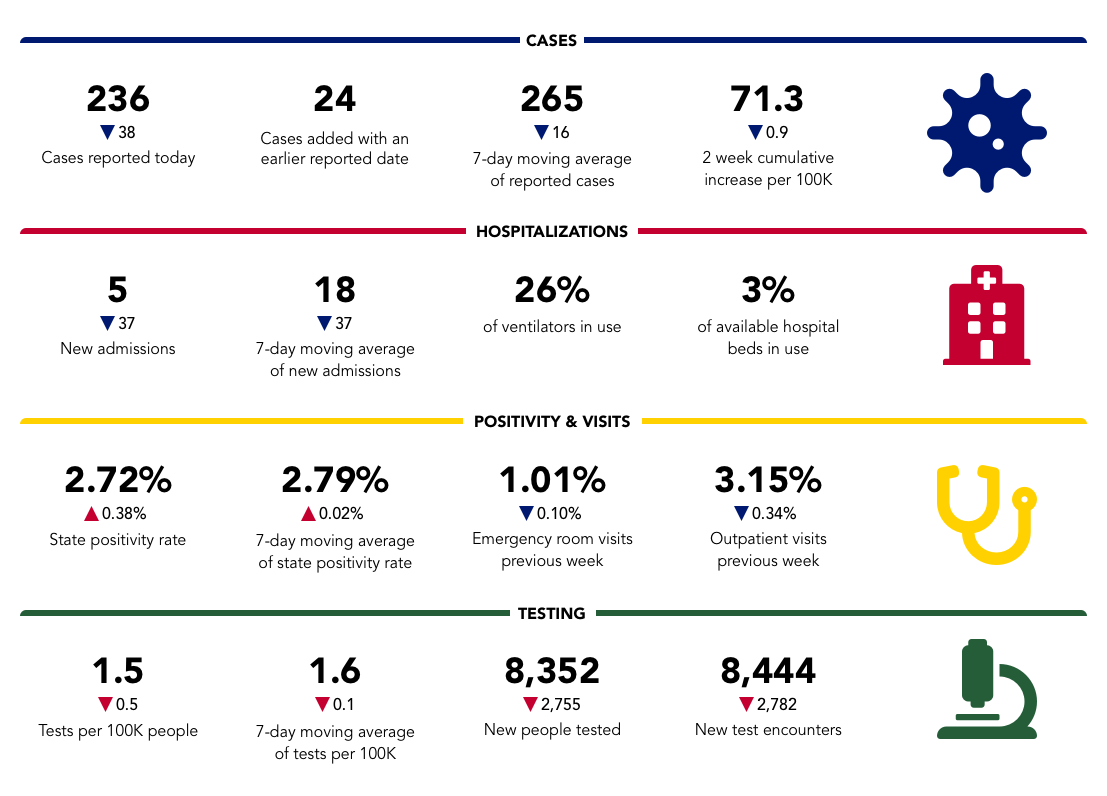 CASES
236
▼ 38
Cases reported today
24
Cases added with an
earlier reported date
265
▼ 16
7-day moving average
of reported cases
71.3
▼ 0.9
2 week cumulative
increase per 100K
HOSPITALIZATIONS
5
▼ 37
New admissions
18
▼ 37
7-day moving average
of new admissions
26%
of ventilators in use
3%
of available hospital
beds in use
POSITIVITY & VISITS
2.72%
▲ 0.38%
State positivity rate
2.79%
▲ 0.02%
7-day moving average
of state positivity rate
1.01%
▼ 0.10%
Emergency room visits
previous week
3.15%
▼ 0.34%
Outpatient visits
previous week
TESTING
1.5
▼ 0.5
Tests per 100K people
1.6
▼ 0.1
7-day moving average
of tests per 100K
8,352
▼ 2,755
New people tested
8,444
▼ 2,782
New test encounters